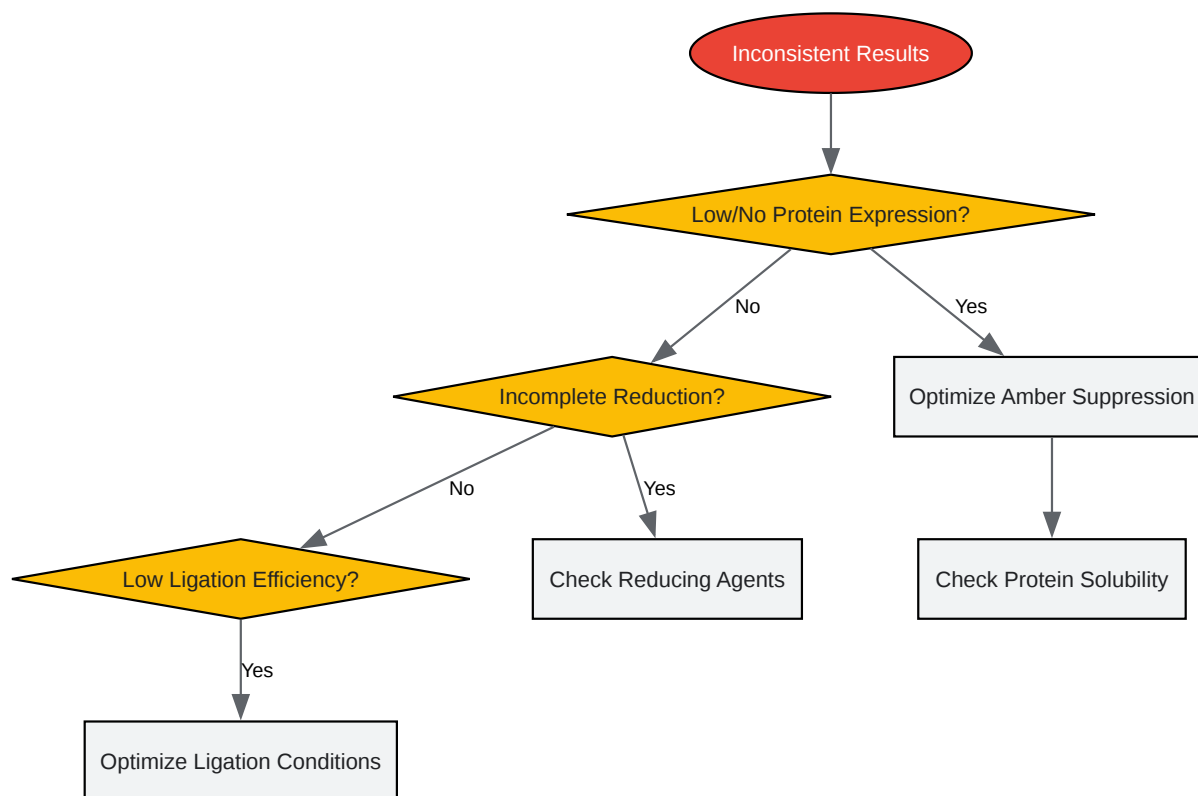 Inconsistent Results
Low/No Protein Expression?
No
Yes
Incomplete Reduction?
Optimize Amber Suppression
No
Yes
Low Ligation Efficiency?
Check Reducing Agents
Check Protein Solubility
Yes
Optimize Ligation Conditions